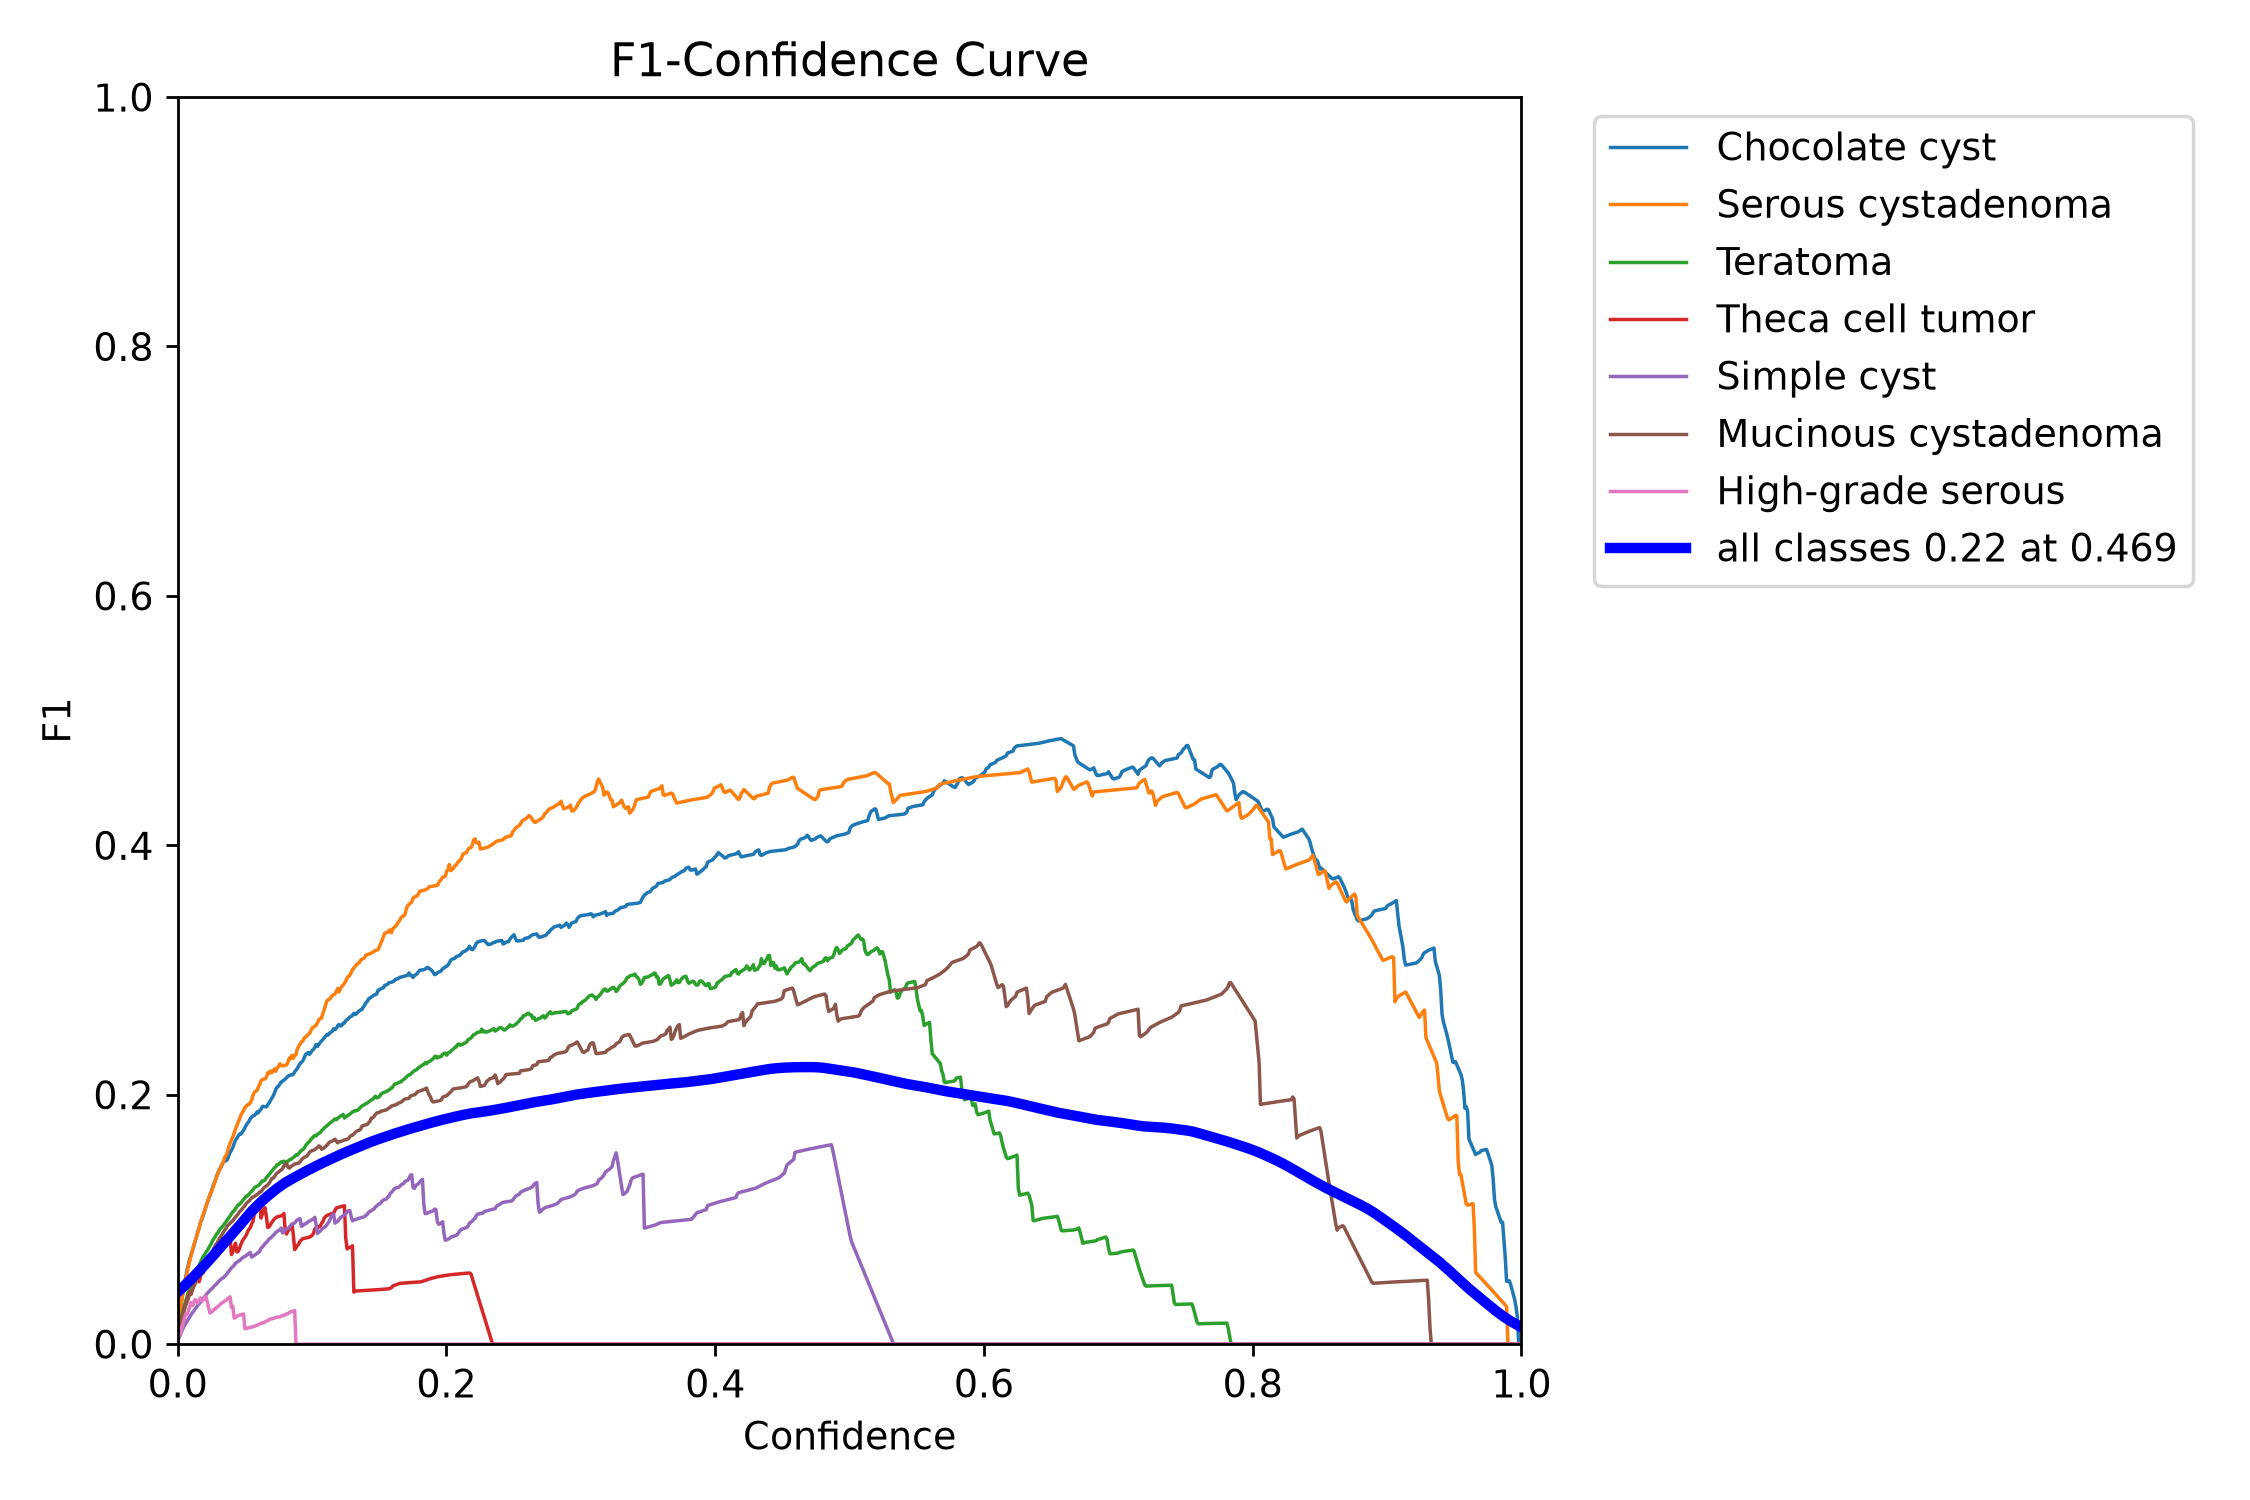 F1-Confidence Curve
1.0
0.8
0.6
0.4
0.2
0.0
F1
0.0 0.2 0.4 0.6 0.8 1.0
Confidence
Chocolate cyst
Serous cystadenoma
Teratoma
Theca cell tumor
Simple cyst
Mucinous cystadenoma
High-grade serous
all classes 0.22 at 0.469